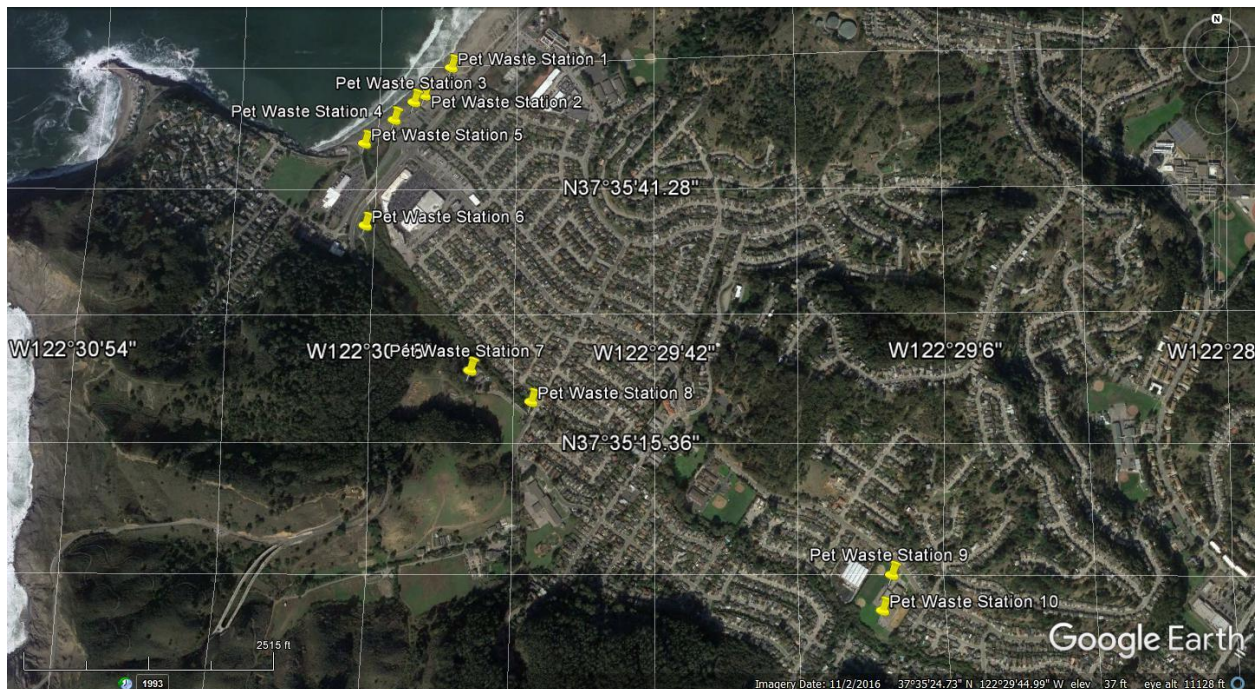 N
Pet Waste Station 1
Pet Waste Station 3
Pet Waste Station 2
Pet Waste Station 4
Pet Waste Station 5
N37°35'41.28"
Pet Waste Station 6
W122°30'54"
W122°30
Pet Waste Station 7
W122°29'42"
W122°29'6"
W122°28
Pet Waste Station 8
N37°35'15.36"
Pet Waste Station 9
Pet Waste Station 10
Google Earth
2515 ft
1993
Imagery Date: 11/2/2016 37°35'24.73" N 122°29'44.99" W elev 37 ft eye alt 11128 ft